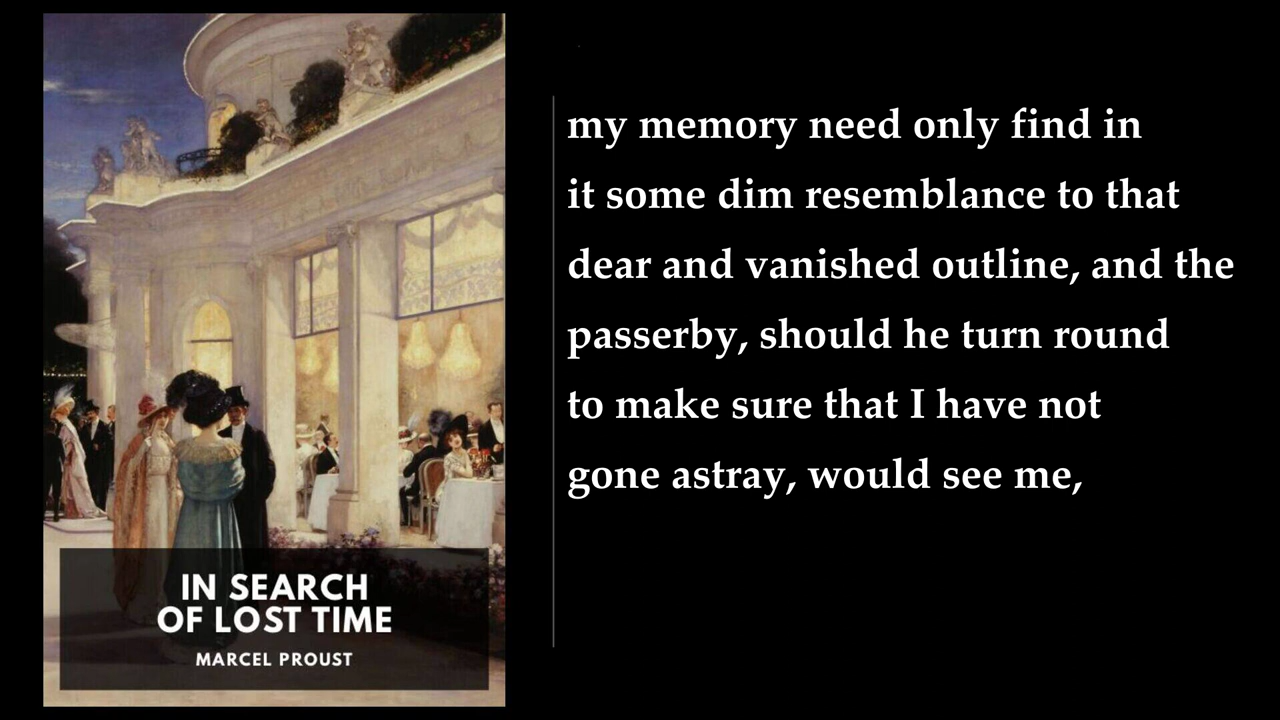 my memory need only find in
it some dim resemblance to that
dear and vanished outline, and the
passerby, should he turn round
to make sure that I have not
gone astray, would see me,
IN SEARCH
OF LOST TIME
MARCEL PROUST